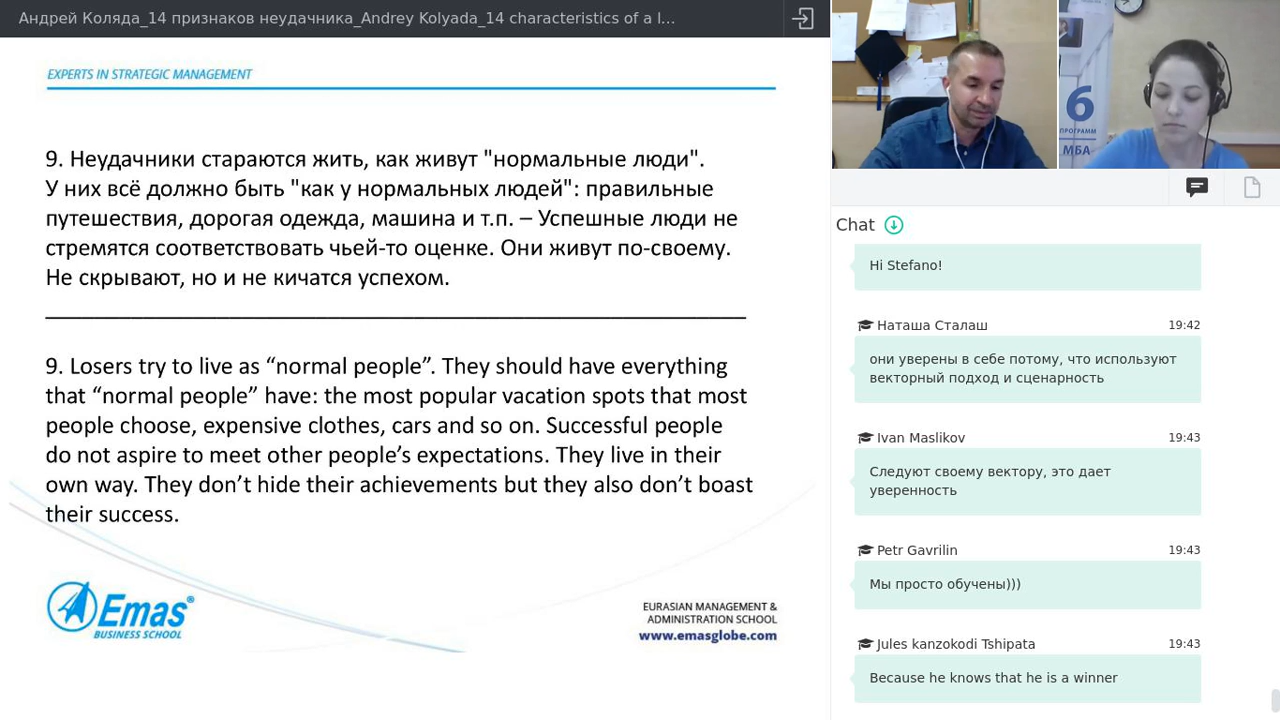 Андрей Коляда_14 признаков неудачника_Andrey Kolyada_14 characteristics of a l...
EXPERTS IN STRATEGIC MANAGEMENT
9. Неудачники стараются жить, как живут "нормальные люди".
У них всё должно быть "как у нормальных людей": правильные
путешествия, дорогая одежда, машина и т.п. – Успешные люди не
стремятся соответствовать чьей-то оценке. Они живут по-своему.
Не скрывают, но и не кичатся успехом.
9. Losers try to live as “normal people”. They should have everything
that “normal people” have: the most popular vacation spots that most
people choose, expensive clothes, cars and so on. Successful people
do not aspire to meet other people’s expectations. They live in their
own way. They don’t hide their achievements but they also don’t boast
their success.
Emas®
BUSINESS SCHOOL
EURASIAN MANAGEMENT &
ADMINISTRATION SCHOOL
www.emasglobe.com
6
ПРОГРАММ
МБА
Chat
Hi Stefano!
Наташа Сталаш 19:42
они уверены в себе потому, что используют
векторный подход и сценарность
Ivan Maslikov 19:43
Следуют своему вектору, это дает
уверенность
Petr Gavrilin 19:43
Мы просто обучены)))
Jules kanzokodi Tshipata 19:43
Because he knows that he is a winner